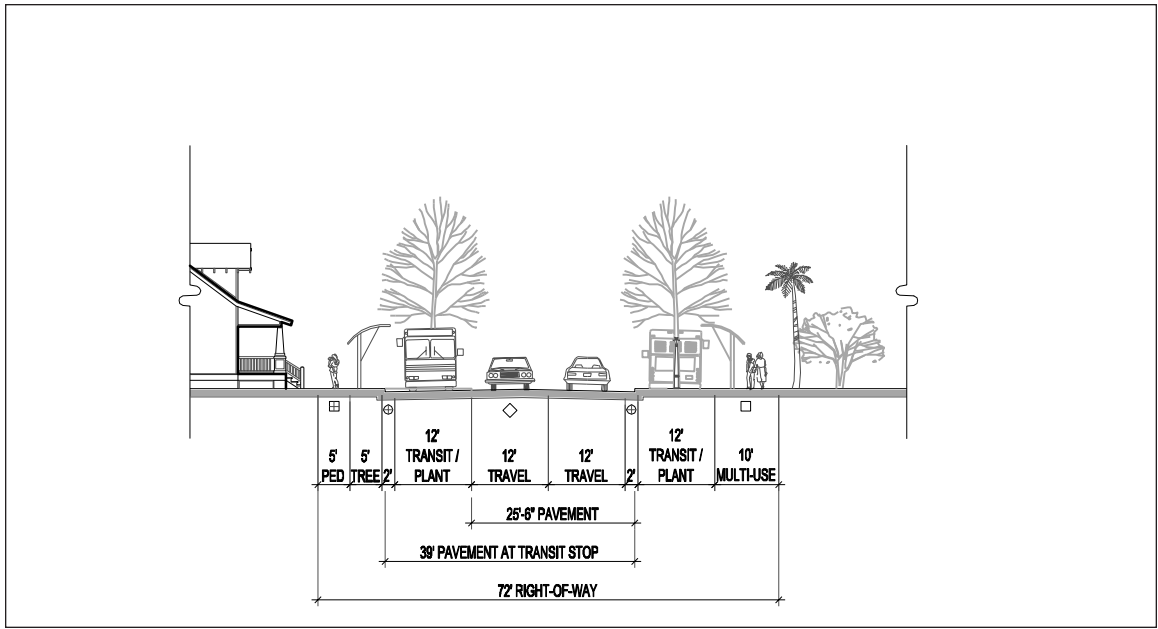 5'
PED
5'
TREE
2'
12'
TRANSIT /
PLANT
12'
TRAVEL
12'
TRAVEL
2'
12'
TRANSIT /
PLANT
10'
MULTI-USE
25'-6" PAVEMENT
39' PAVEMENT AT TRANSIT STOP
72' RIGHT-OF-WAY